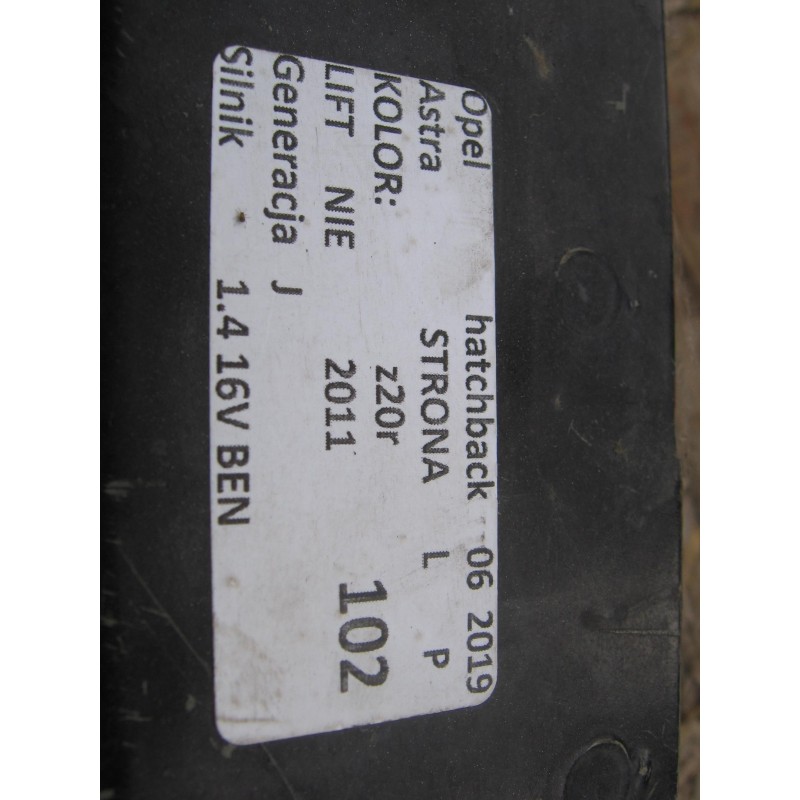 Opel hatchback 06 2019
Astra STRONA L P
KOLOR: z20r
LIFT NIE 2011 102
Generacja J
Silnik 1.4 16V BEN